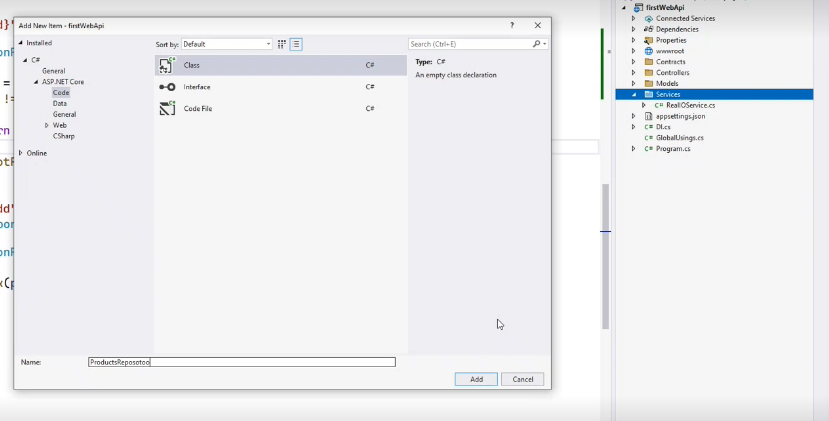 Add New Item - firstWebApi
?
Installed
Sort by: Default
Search (Ctrl+E)
C#
General
ASP.NET Core
Code
Data
General
Web
CSharp
Online
Class C#
Interface C#
Code File C#
Type: C#
An empty class declaration
Name: ProductsReposotoo
Add Cancel
firstWebApi
Connected Services
Dependencies
Properties
wwwroot
Contracts
Controllers
Models
Services
C# RealIOService.cs
appsettings.json
C# DI.cs
C# GlobalUsings.cs
C# Program.cs